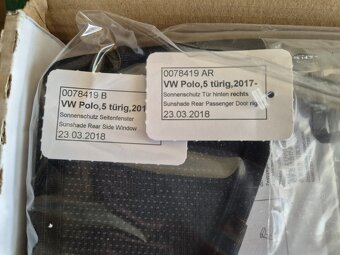 0078419 B
VW Polo,5 türig,201
Sonnenschutz Seitenfenster
Sunshade Rear Side Window
23.03.2018
0078419 AR
VW Polo,5 türig,2017-
Sonnenschutz Tür hinten rechts
Sunshade Rear Passenger Door rig
23.03.2018